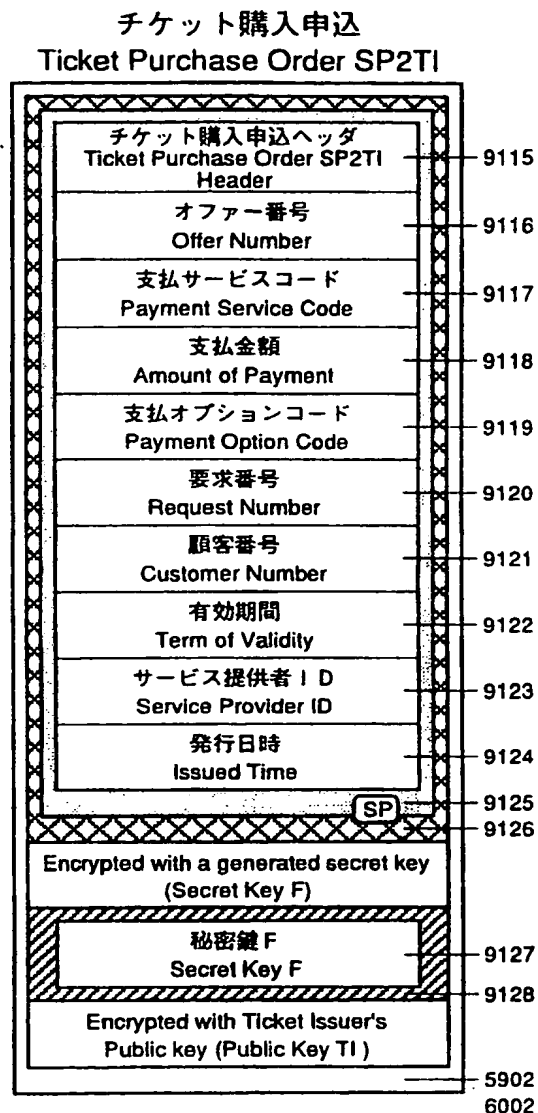 チケット購入申込
Ticket Purchase Order SP2TI
チケット購入申込ヘッダ
Ticket Purchase Order SP2TI
Header
9115
オファー番号
Offer Number
9116
支払サービスコード
Payment Service Code
9117
支払金額
Amount of Payment
9118
支払オプションコード
Payment Option Code
9119
要求番号
Request Number
9120
顧客番号
Customer Number
9121
有効期間
Term of Validity
9122
サービス提供者ID
Service Provider ID
9123
発行日時
Issued Time
9124
SP
9125
9126
Encrypted with a generated secret key
(Secret Key F)
秘密鍵F
Secret Key F
9127
9128
Encrypted with Ticket Issuer's
Public key (Public Key TI )
5902
6002